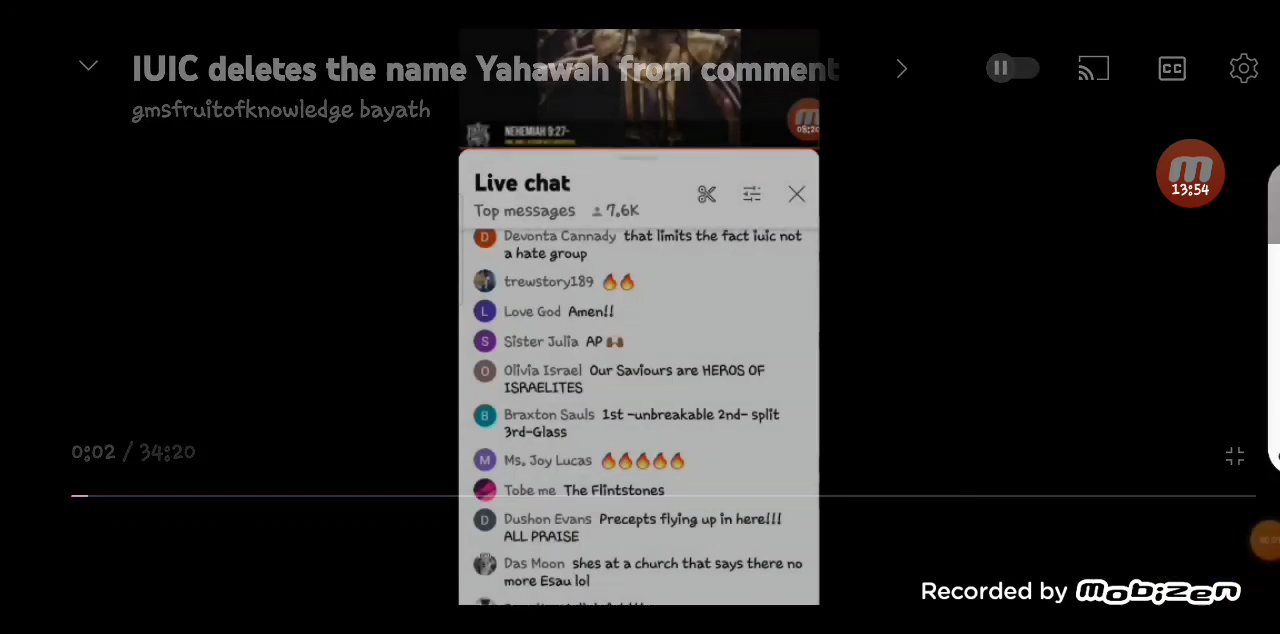 IUIC deletes the name Yahawah from comment
gmsfruitofknowledge bayath
CC
08:20
NEHEMIAH 9:27-
13:54
Live chat
Top messages 7.6K
D Devonta Cannady that limits the fact iuic not
a hate group
trewstory189 🔥🔥
L Love God Amen!!
S Sister Julia AP 🙌🏾
O Olivia Israel Our Saviours are HEROS OF
ISRAELITES
B Braxton Sauls 1st -unbreakable 2nd- split
3rd-Glass
M Ms. Joy Lucas 🔥🔥🔥🔥🔥
0:02 / 34:20
Tobe me The Flintstones
D Dushon Evans Precepts flying up in here!!!
ALL PRAISE
Das Moon shes at a church that says there no
more Esau lol
Recorded by mobizen